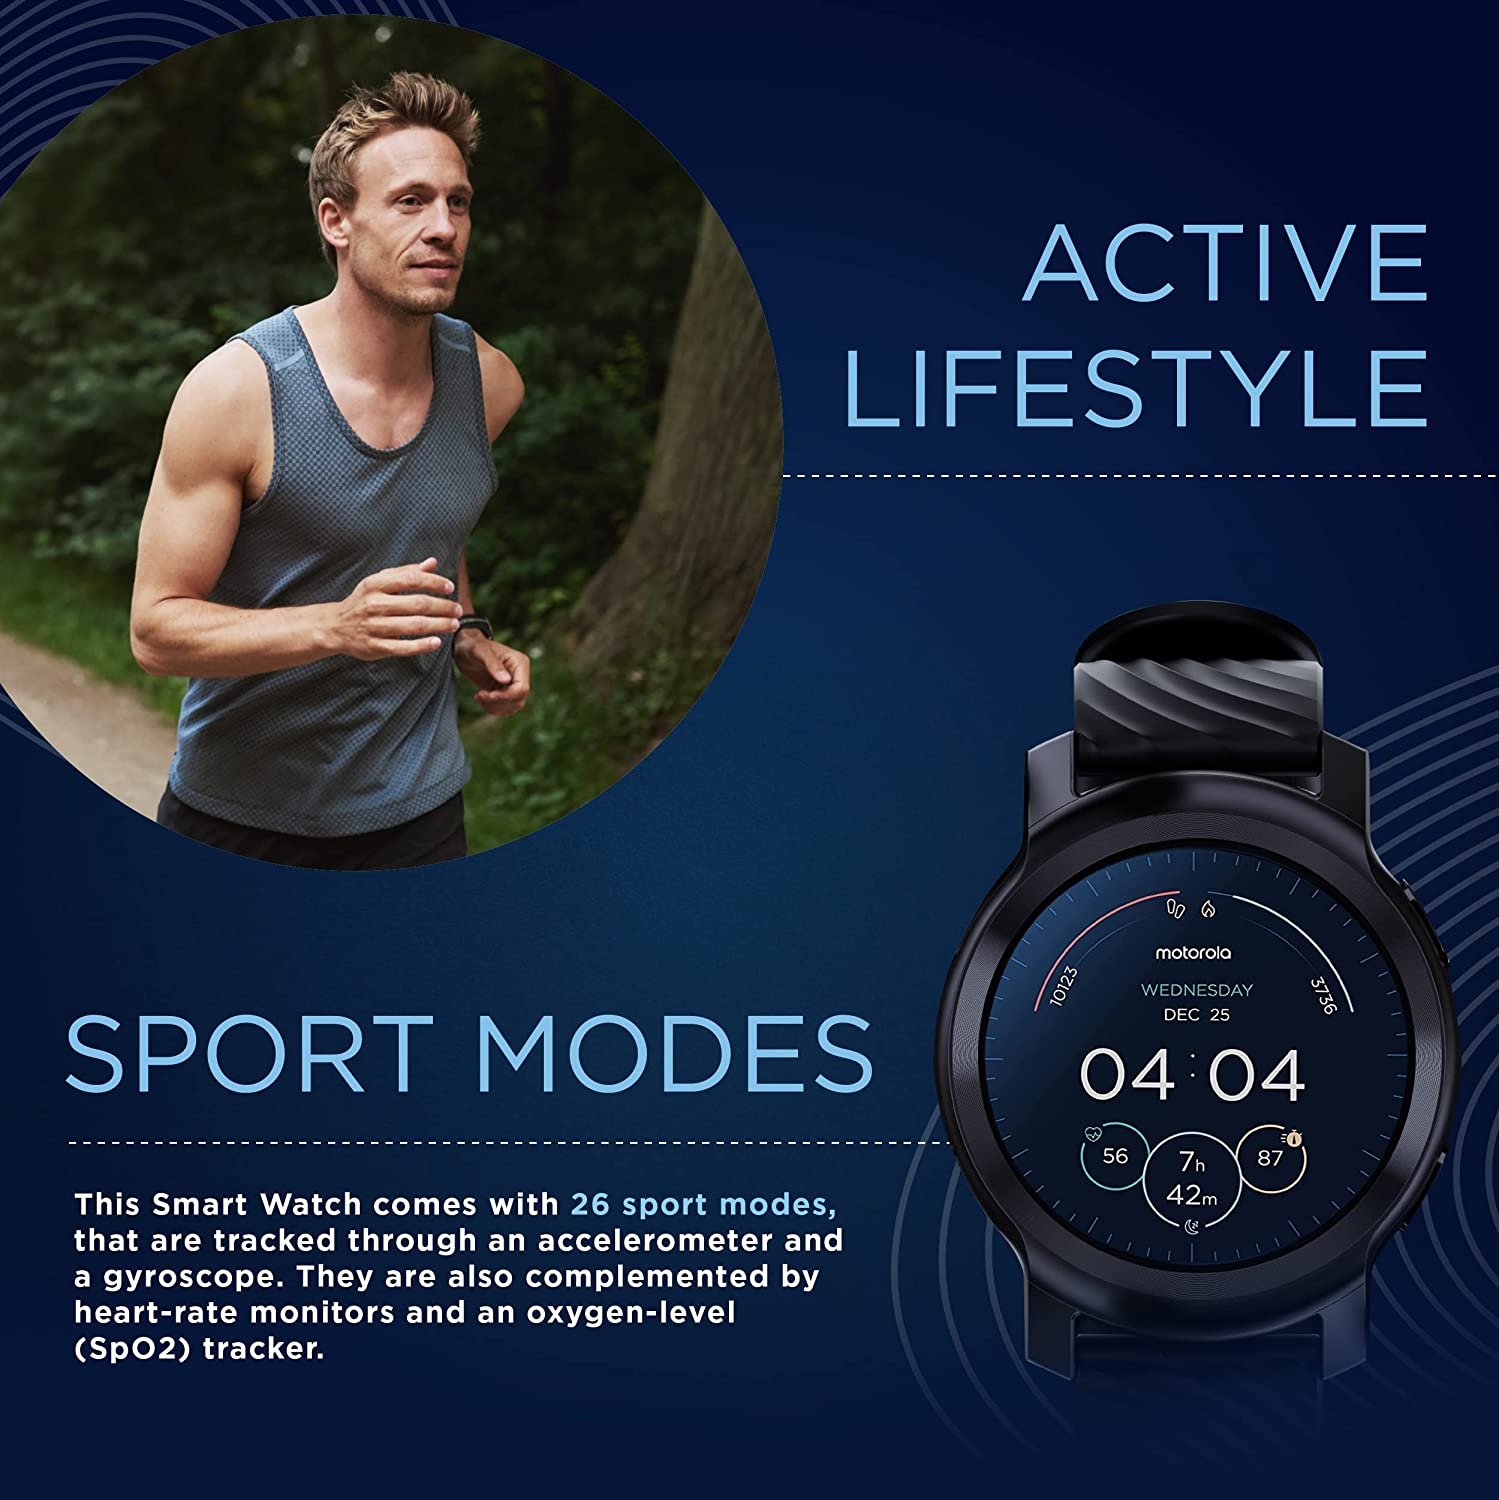 ACTIVE
LIFESTYLE
motorola
WEDNESDAY
DEC 25
10123
3736
04:04
56
7h
42m
87
SPORT MODES
This Smart Watch comes with 26 sport modes,
that are tracked through an accelerometer and
a gyroscope. They are also complemented by
heart-rate monitors and an oxygen-level
(SpO2) tracker.